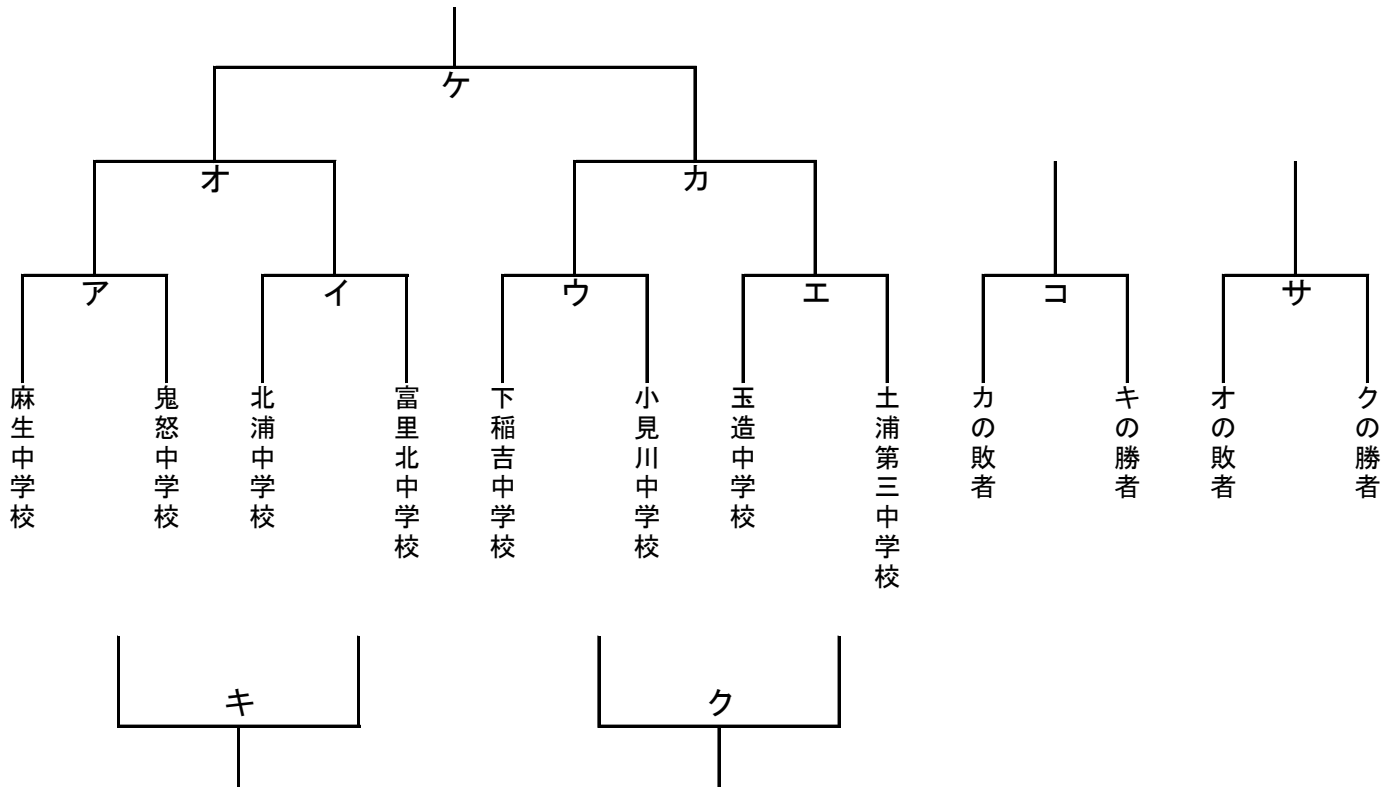 ケ
オ
カ
ア
イ
ウ
エ
コ
サ
麻生中学校
鬼怒中学校
北浦中学校
富里北中学校
下稲吉中学校
小見川中学校
玉造中学校
土浦第三中学校
カの敗者
キの勝者
オの敗者
クの勝者
キ
ク